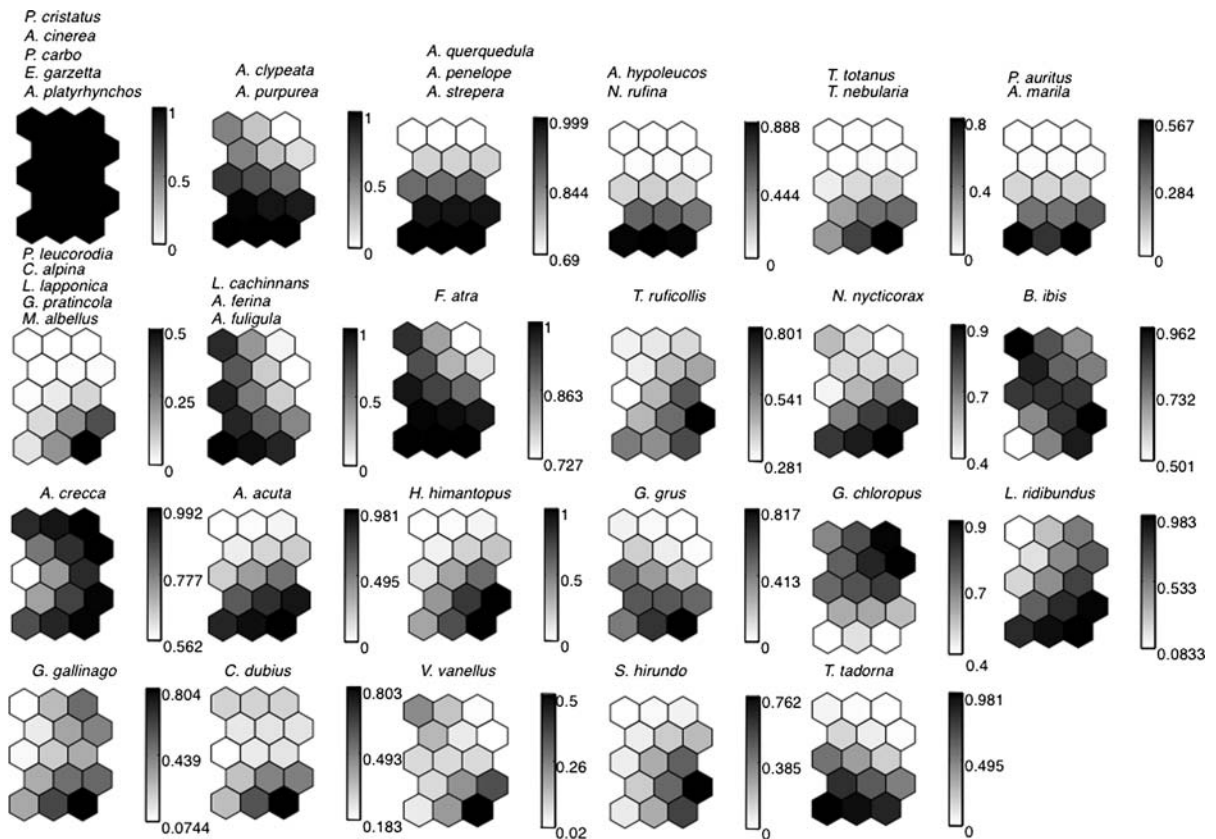 P. cristatus
A. cinerea
P. carbo
E. garzetta
A. platyrhynchos
1
0.5
0
A. clypeata
A. purpurea
1
0.5
0
A. querquedula
A. penelope
A. strepera
0.999
0.844
0.69
A. hypoleucos
N. rufina
0.888
0.444
0
T. totanus
T. nebularia
0.8
0.4
0
P. auritus
A. marila
0.567
0.284
0
P. leucorodia
C. alpina
L. lapponica
G. pratincola
M. albellus
0.5
0.25
0
L. cachinnans
A. ferina
A. fuligula
1
0.5
0
F. atra
1
0.863
0.727
T. ruficollis
0.801
0.541
0.281
N. nycticorax
0.9
0.7
0.4
B. ibis
0.962
0.732
0.501
A. crecca
0.992
0.777
0.562
A. acuta
0.981
0.495
0
H. himantopus
1
0.5
0
G. grus
0.817
0.413
0
G. chloropus
0.9
0.7
0.4
L. ridibundus
0.983
0.533
0.0833
G. gallinago
0.804
0.439
0.0744
C. dubius
0.803
0.493
0.183
V. vanellus
0.5
0.26
0.02
S. hirundo
0.762
0.385
0
T. tadorna
0.981
0.495
0